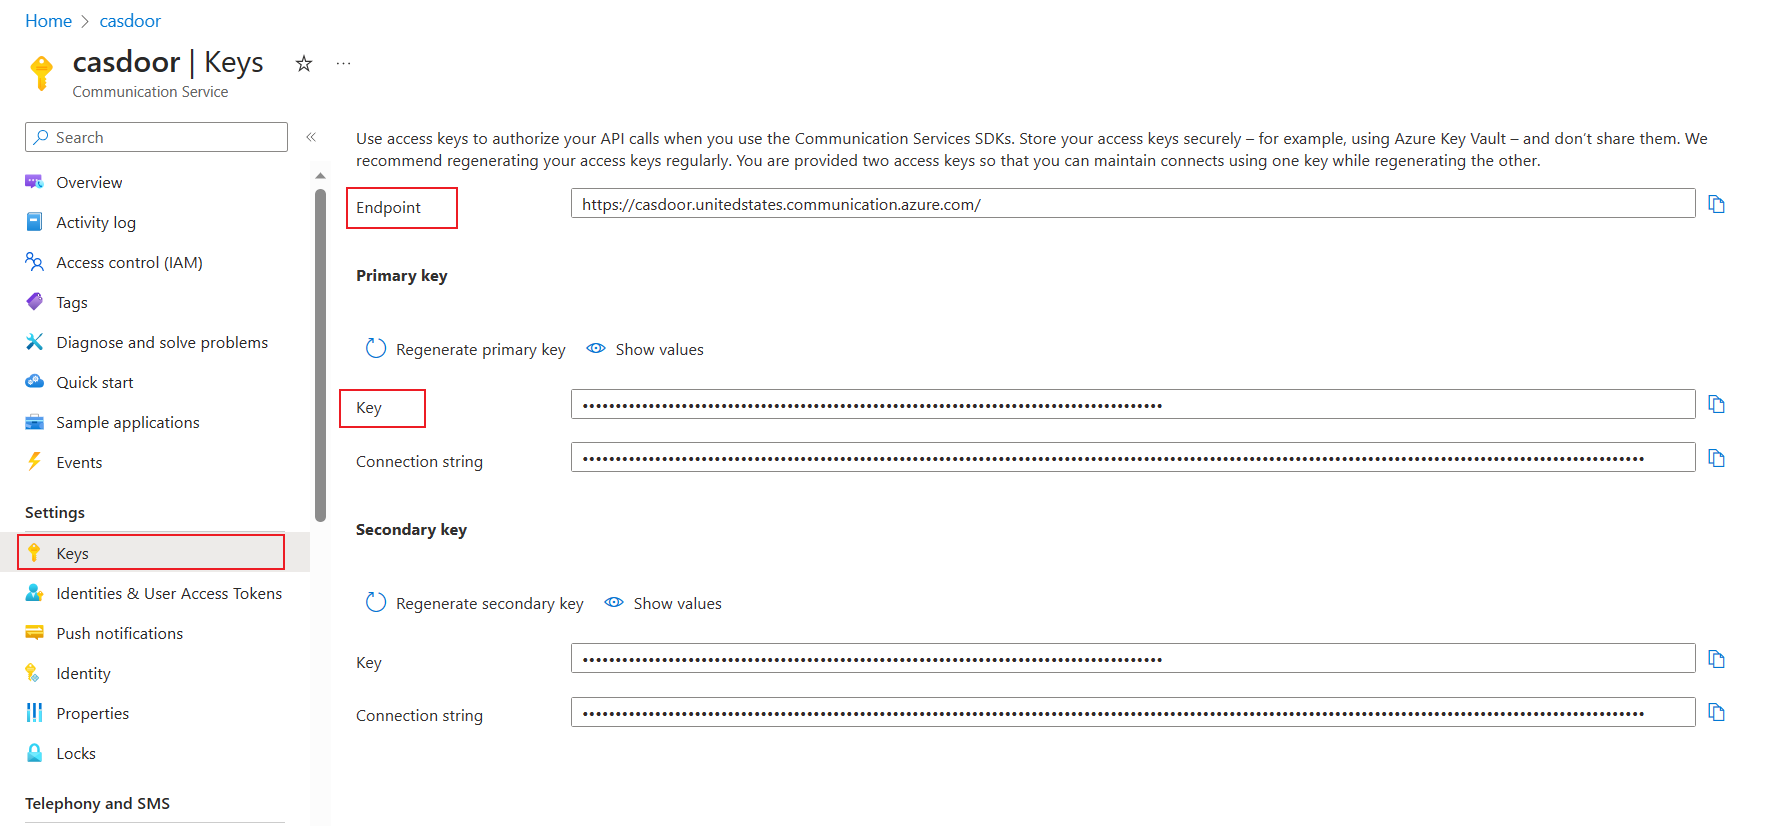 Home > casdoor
casdoor | Keys
Communication Service
Search
Overview
Activity log
Access control (IAM)
Tags
Diagnose and solve problems
Quick start
Sample applications
Events
Settings
Keys
Identities & User Access Tokens
Push notifications
Identity
Properties
Locks
Telephony and SMS
Use access keys to authorize your API calls when you use the Communication Services SDKs. Store your access keys securely – for example, using Azure Key Vault – and don’t share them. We
recommend regenerating your access keys regularly. You are provided two access keys so that you can maintain connects using one key while regenerating the other.
Endpoint https://casdoor.unitedstates.communication.azure.com/
Primary key
Regenerate primary key Show values
Key
Connection string
Secondary key
Regenerate secondary key Show values
Key
Connection string